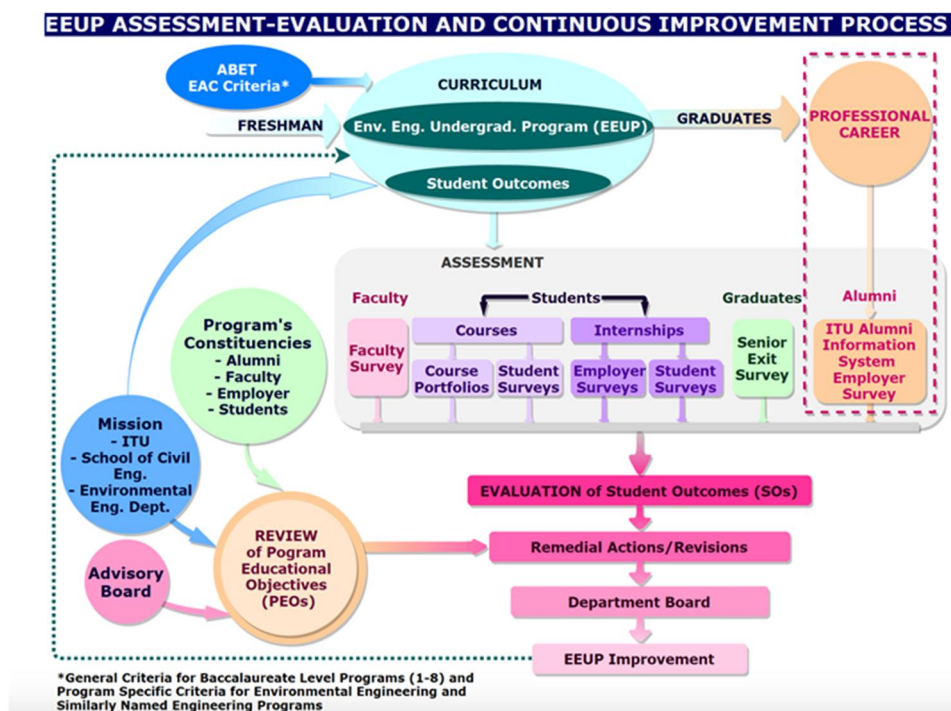 EEUP ASSESSMENT-EVALUATION AND CONTINUOUS IMPROVEMENT PROCESS
ABET
EAC Criteria*
CURRICULUM
FRESHMAN
Env. Eng. Undergrad. Program (EEUP)
GRADUATES
PROFESSIONAL
CAREER
Student Outcomes
ASSESSMENT
Faculty
Students
Graduates
Alumni
Faculty
Survey
Courses
Internships
Course
Portfolios
Student
Surveys
Employer
Surveys
Student
Surveys
Senior
Exit
Survey
ITU Alumni
Information
System
Employer
Survey
Program's
Constituencies
- Alumni
- Faculty
- Employer
- Students
Mission
- ITU
- School of Civil
Eng.
- Environmental
Eng. Dept.
Advisory
Board
REVIEW
of Pogram
Educational
Objectives
(PEOs)
EVALUATION of Student Outcomes (SOs)
Remedial Actions/Revisions
Department Board
EEUP Improvement
*General Criteria for Baccalaureate Level Programs (1-8) and
Program Specific Criteria for Environmental Engineering and
Similarly Named Engineering Programs